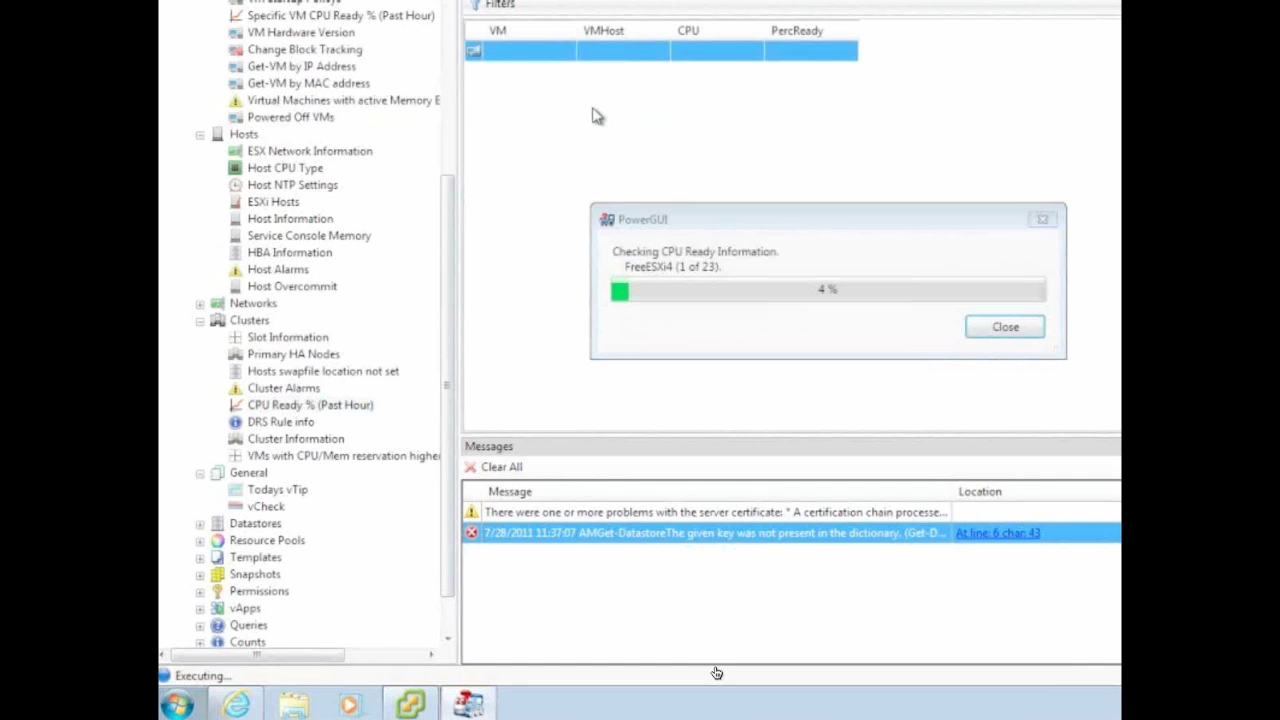 Specific VM CPU Ready % (Past Hour)
VM Hardware Version
Change Block Tracking
Get-VM by IP Address
Get-VM by MAC address
Virtual Machines with active Memory E
Powered Off VMs
Hosts
ESX Network Information
Host CPU Type
Host NTP Settings
ESXi Hosts
Host Information
Service Console Memory
HBA Information
Host Alarms
Host Overcommit
Networks
Clusters
Slot Information
Primary HA Nodes
Hosts swapfile location not set
Cluster Alarms
CPU Ready % (Past Hour)
DRS Rule info
Cluster Information
VMs with CPU/Mem reservation higher
General
Todays vTip
vCheck
Datastores
Resource Pools
Templates
Snapshots
Permissions
vApps
Queries
Counts
Executing...
Filters
VM VMHost CPU PercReady
PowerGUI
Checking CPU Ready Information.
FreeESXi4 (1 of 23).
4 %
Close
Messages
Clear All
Message Location
There were one or more problems with the server certificate: * A certification chain processe...
7/28/2011 11:37:07 AMGet-DatastoreThe given key was not present in the dictionary. (Get-D... At line: 6 char: 43